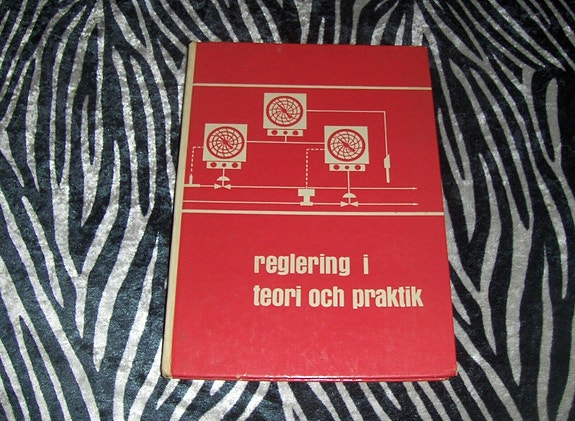 reglering i
teori och praktik